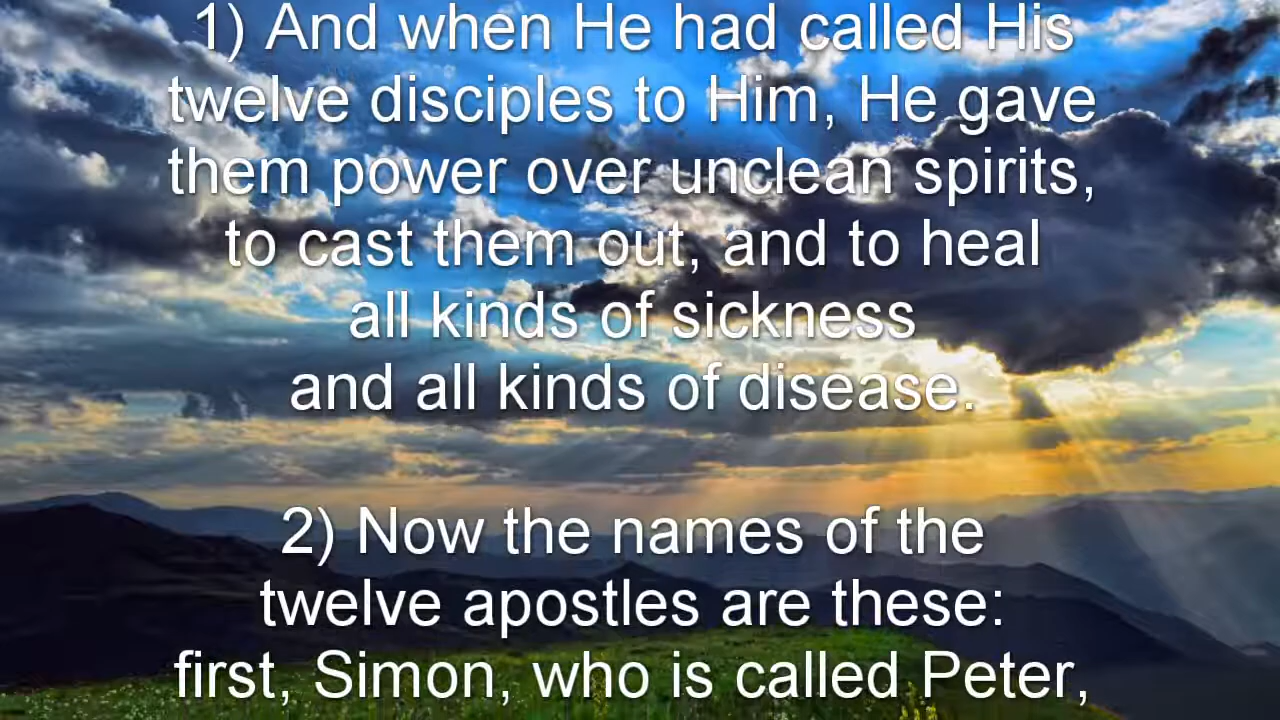 1) And when He had called His
twelve disciples to Him, He gave
them power over unclean spirits,
to cast them out, and to heal
all kinds of sickness
and all kinds of disease.
2) Now the names of the
twelve apostles are these:
first, Simon, who is called Peter,